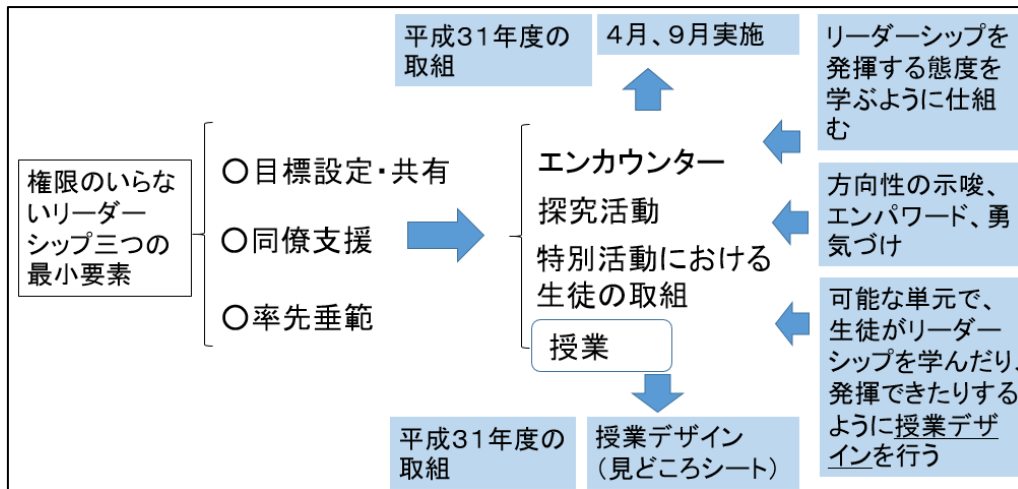 平成３１年度の
取組
４月、９月実施
リーダーシップを
発揮する態度を
学ぶように仕組
む
権限のいらな
いリーダー
シップ三つの
最小要素
〇目標設定・共有
〇同僚支援
〇率先垂範
エンカウンター
探究活動
特別活動における
生徒の取組
授業
方向性の示唆、
エンパワード、勇
気づけ
可能な単元で、
生徒がリーダー
シップを学んだり、
発揮できたりする
ように授業デザ
インを行う
平成３１年度の
取組
授業デザイン
（見どころシート）